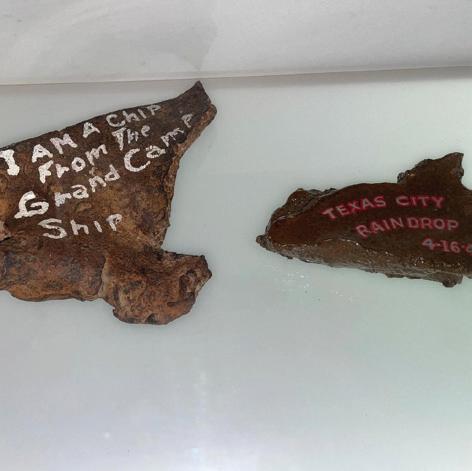 I AM A Chip
From The
Grand Camp
Ship
TEXAS CITY
RAINDROP
4-16-4